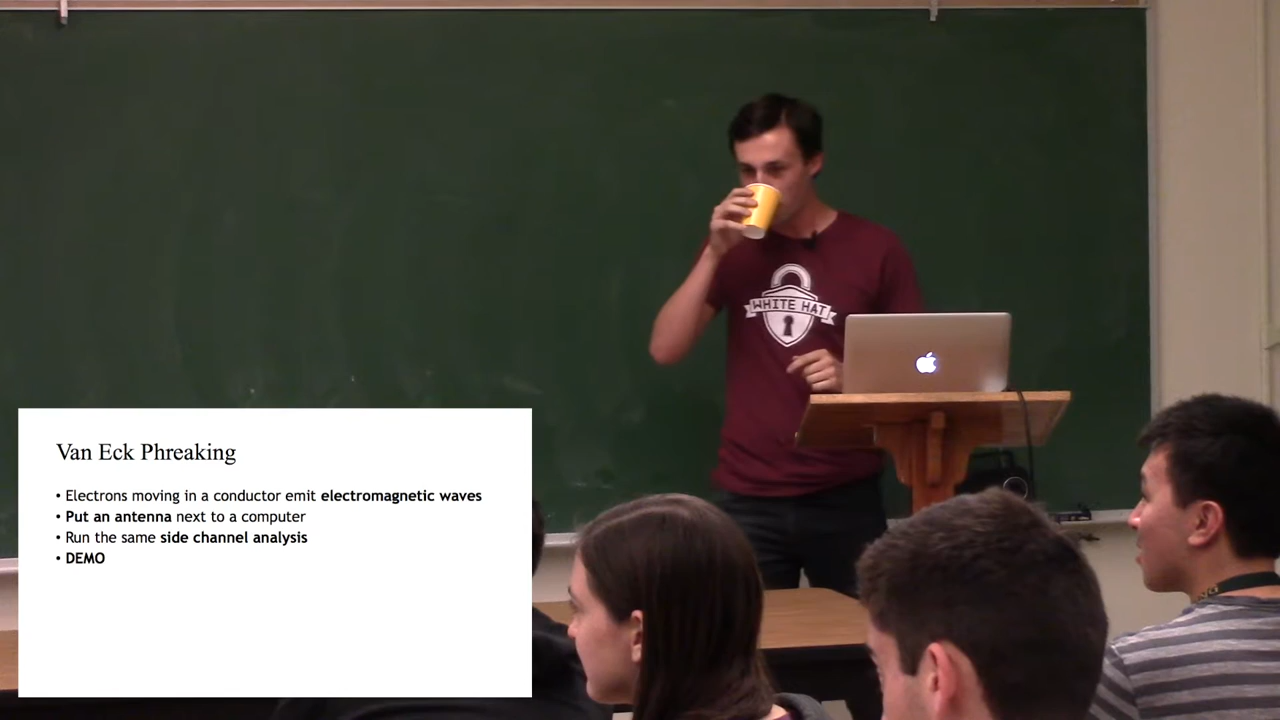 WHITE HAT
Van Eck Phreaking
• Electrons moving in a conductor emit electromagnetic waves
• Put an antenna next to a computer
• Run the same side channel analysis
• DEMO